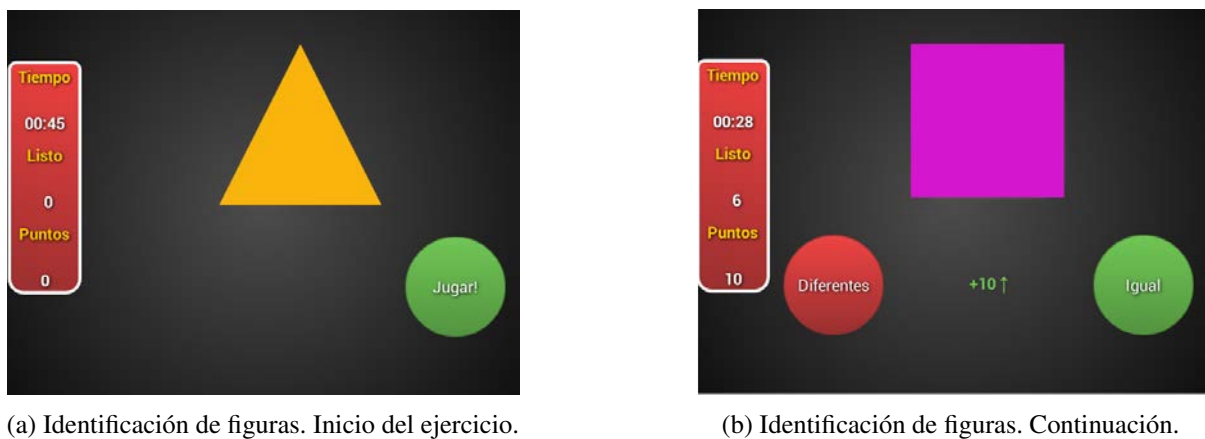 Tiempo
00:45
Listo
0
Puntos
0
Jugar!
Tiempo
00:28
Listo
6
Puntos
10
Diferentes
+10 ↑
Igual
(a) Identificación de figuras. Inicio del ejercicio.
(b) Identificación de figuras. Continuación.